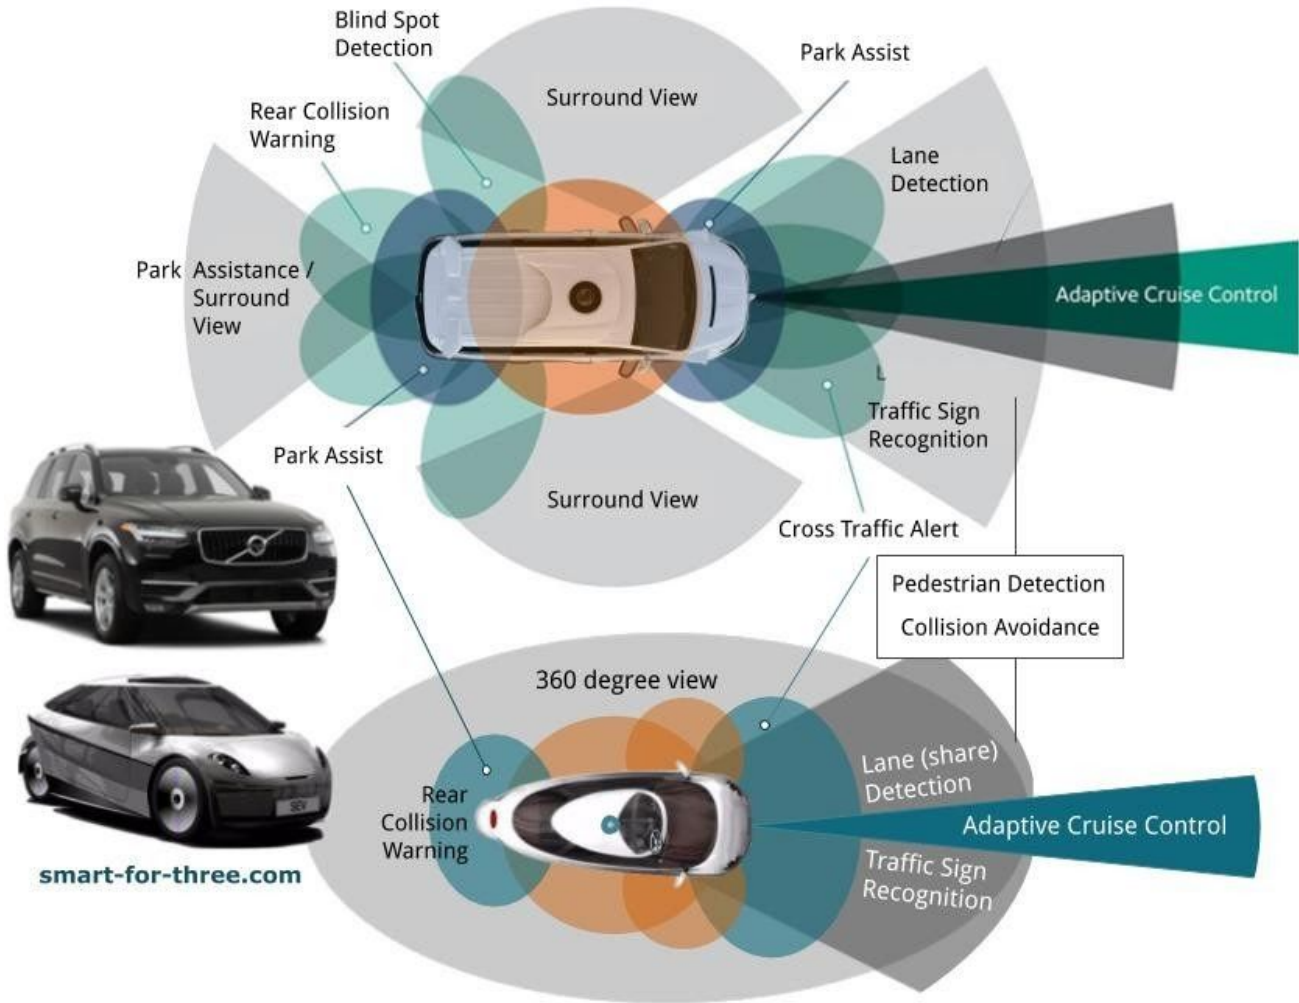 Blind Spot
Detection
Park Assist
Surround View
Rear Collision
Warning
Lane
Detection
Park Assistance /
Surround
View
Adaptive Cruise Control
L
Traffic Sign
Recognition
Park Assist
Surround View
Cross Traffic Alert
Pedestrian Detection
Collision Avoidance
360 degree view
Lane (share)
Detection
Rear
Collision
Warning
Adaptive Cruise Control
Traffic Sign
Recognition
SEV
smart-for-three.com